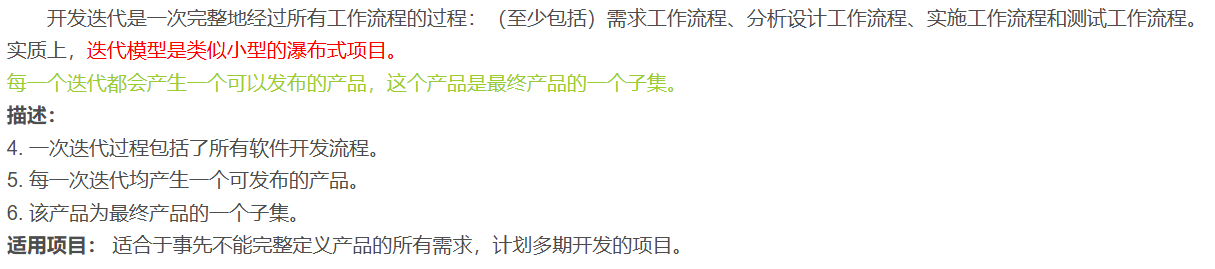 开发迭代是一次完整地经过所有工作流程的过程：（至少包括）需求工作流程、分析设计工作流程、实施工作流程和测试工作流程。
实质上，迭代模型是类似小型的瀑布式项目。
每一个迭代都会产生一个可以发布的产品，这个产品是最终产品的一个子集。
描述：
4. 一次迭代过程包括了所有软件开发流程。
5. 每一次迭代均产生一个可发布的产品。
6. 该产品为最终产品的一个子集。
适用项目： 适合于事先不能完整定义产品的所有需求，计划多期开发的项目。